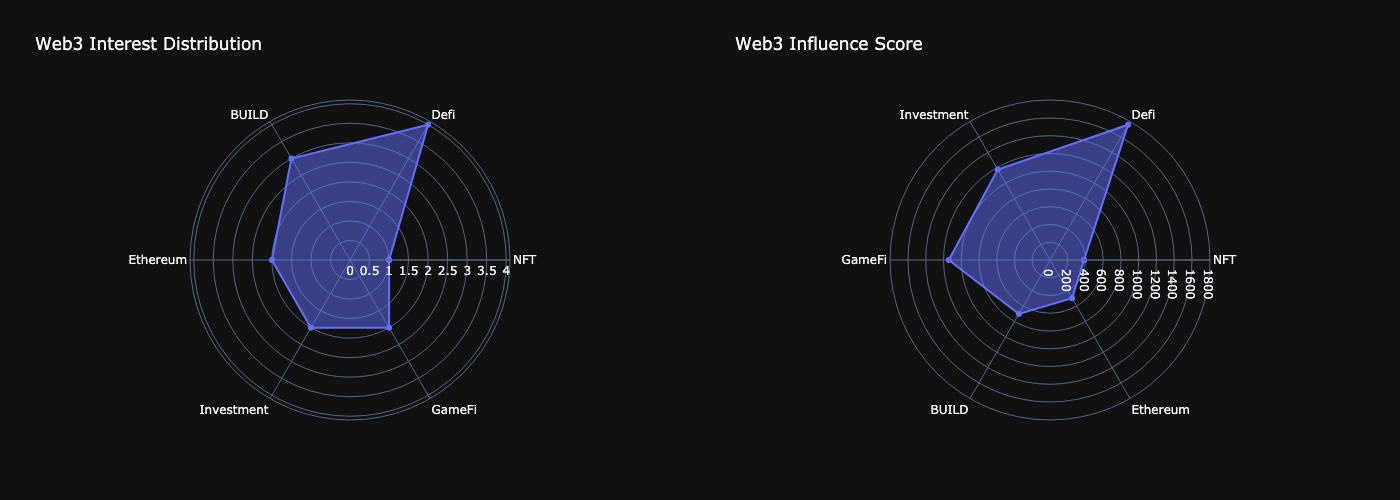 Web3 Interest Distribution
BUILD
Defi
Ethereum
NFT
0 0.5 1 1.5 2 2.5 3 3.5 4
Investment
GameFi
Web3 Influence Score
Investment
Defi
GameFi
NFT
0 200 400 600 800 1000 1200 1400 1600 1800
BUILD
Ethereum